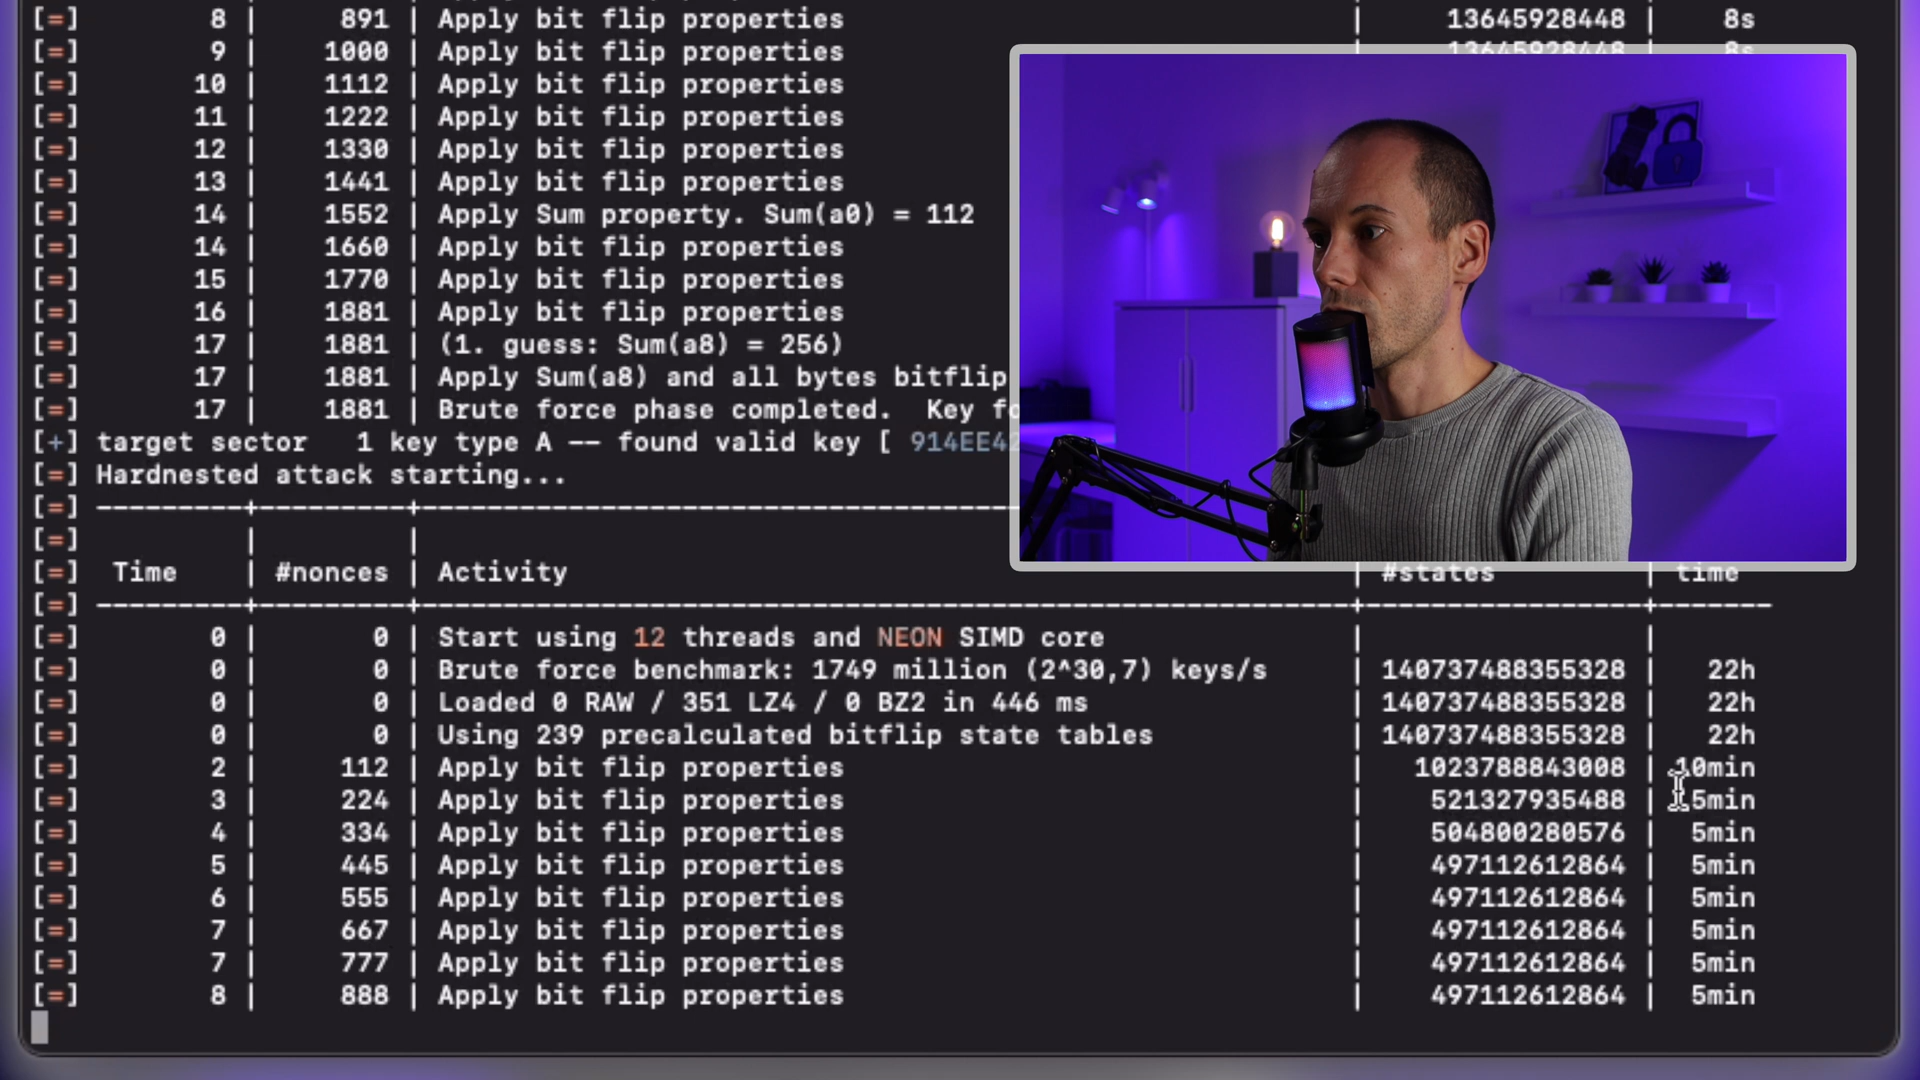 [=] 8 | 891 | Apply bit flip properties | 13645928448 | 8s
[=] 9 | 1000 | Apply bit flip properties | 13645928448 | 8s
[=] 10 | 1112 | Apply bit flip properties
[=] 11 | 1222 | Apply bit flip properties
[=] 12 | 1330 | Apply bit flip properties
[=] 13 | 1441 | Apply bit flip properties
[=] 14 | 1552 | Apply Sum property. Sum(a0) = 112
[=] 14 | 1660 | Apply bit flip properties
[=] 15 | 1770 | Apply bit flip properties
[=] 16 | 1881 | Apply bit flip properties
[=] 17 | 1881 | (1. guess: Sum(a8) = 256)
[=] 17 | 1881 | Apply Sum(a8) and all bytes bitflip
[=] 17 | 1881 | Brute force phase completed. Key fo
[+] target sector 1 key type A -- found valid key [ 914EE42
[=] Hardnested attack starting...
[=] ---------+---------+----------------------------------
[=] | |
[=] Time | #nonces | Activity | #states | time
[=] ---------+---------+---------------------------------------------------------+-----------------+-------
[=] 0 | 0 | Start using 12 threads and NEON SIMD core | |
[=] 0 | 0 | Brute force benchmark: 1749 million (2^30,7) keys/s | 140737488355328 | 22h
[=] 0 | 0 | Loaded 0 RAW / 351 LZ4 / 0 BZ2 in 446 ms | 140737488355328 | 22h
[=] 0 | 0 | Using 239 precalculated bitflip state tables | 140737488355328 | 22h
[=] 2 | 112 | Apply bit flip properties | 1023788843008 | 10min
[=] 3 | 224 | Apply bit flip properties | 521327935488 | 5min
[=] 4 | 334 | Apply bit flip properties | 504800280576 | 5min
[=] 5 | 445 | Apply bit flip properties | 497112612864 | 5min
[=] 6 | 555 | Apply bit flip properties | 497112612864 | 5min
[=] 7 | 667 | Apply bit flip properties | 497112612864 | 5min
[=] 7 | 777 | Apply bit flip properties | 497112612864 | 5min
[=] 8 | 888 | Apply bit flip properties | 497112612864 | 5min